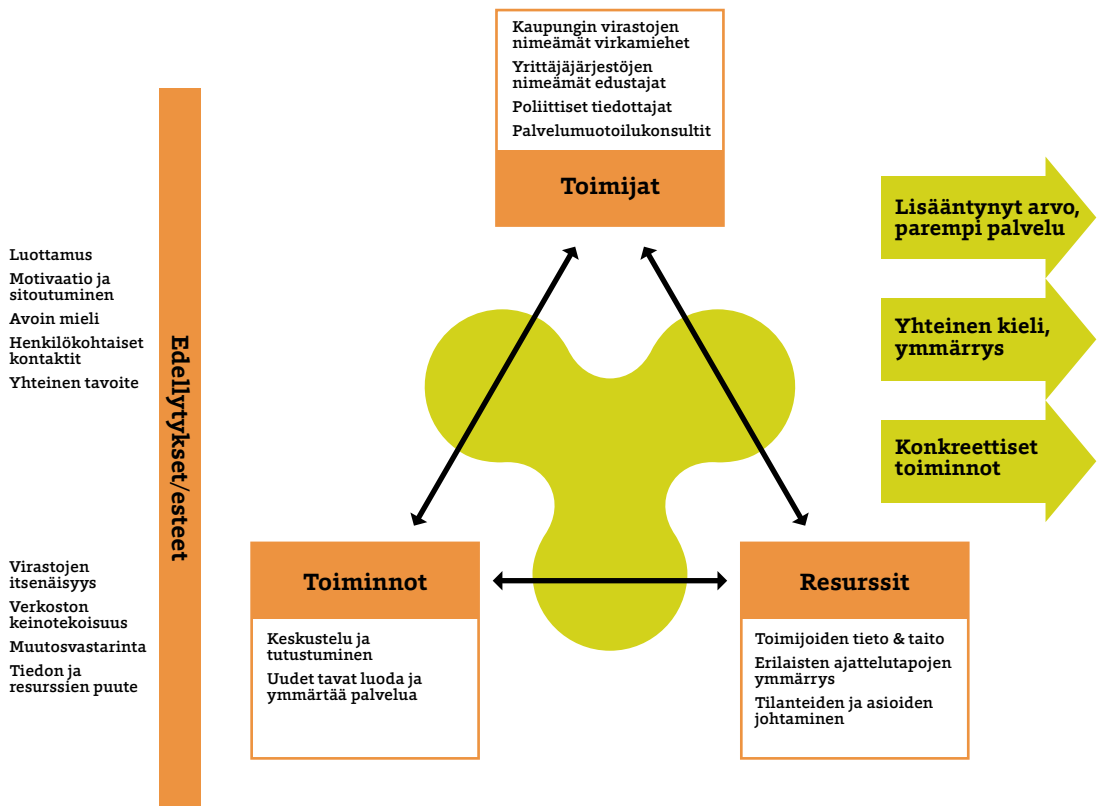 Kaupungin virastojen
nimeämät virkamiehet
Yrittäjäjärjestöjen
nimeämät edustajat
Poliittiset tiedottajat
Palvelumuotoilukonsultit
Toimijat
Luottamus
Motivaatio ja
sitoutuminen
Avoin mieli
Henkilökohtaiset
kontaktit
Yhteinen tavoite
Virastojen
itsenäisyys
Verkoston
keinotekoisuus
Muutosvastarinta
Tiedon ja
resurssien puute
Edellytykset/esteet
Toiminnot
Keskustelu ja
tutustuminen
Uudet tavat luoda ja
ymmärtää palvelua
Resurssit
Toimijoiden tieto & taito
Erilaisten ajattelutapojen
ymmärrys
Tilanteiden ja asioiden
johtaminen
Lisääntynyt arvo,
parempi palvelu
Yhteinen kieli,
ymmärrys
Konkreettiset
toiminnot